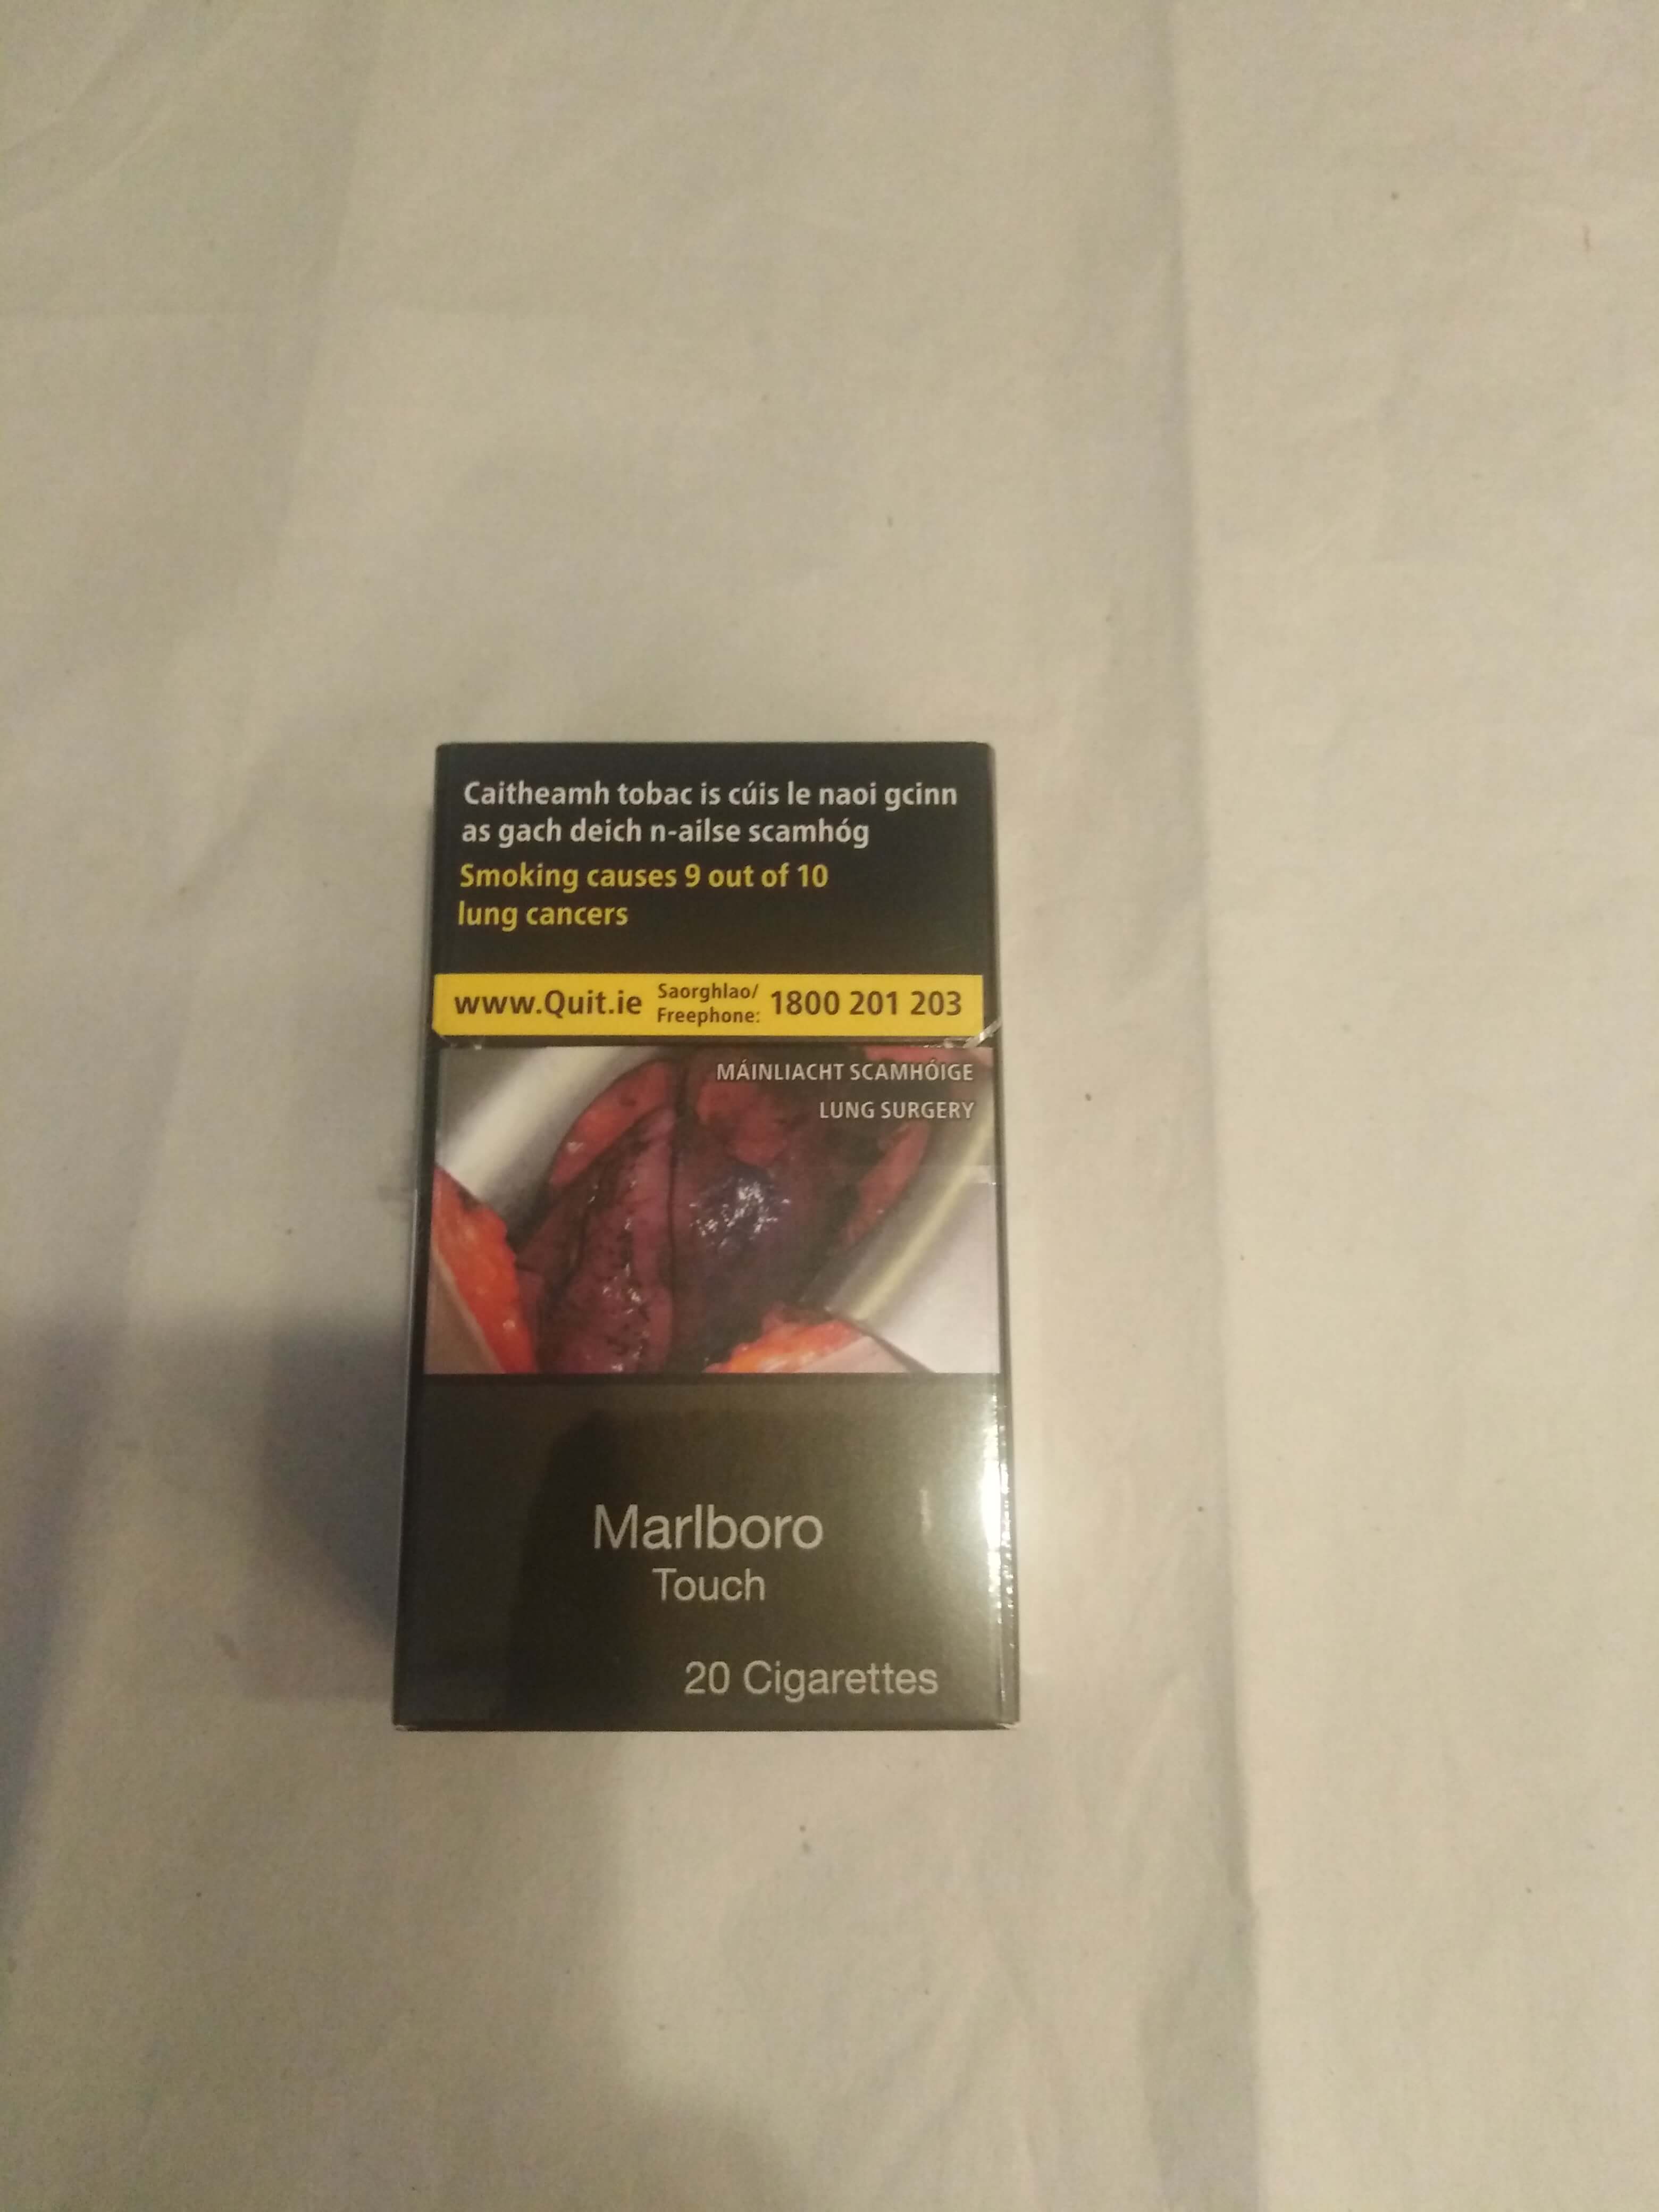 Caitheamh tobac is cúis le naoi gcinn
as gach deich n-ailse scamhóg
Smoking causes 9 out of 10
lung cancers
www.Quit.ie Saorghlao/ Freephone: 1800 201 203
MÁINLIACHT SCAMHÓIGE
LUNG SURGERY
Marlboro
Touch
20 Cigarettes